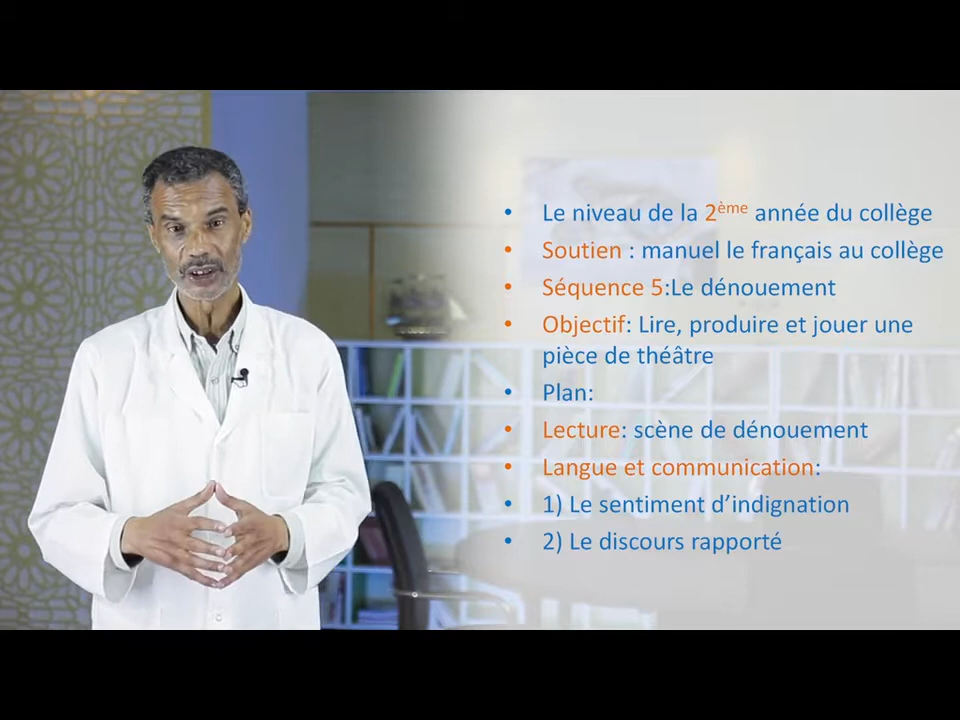 • Le niveau de la 2ème année du collège
• Soutien : manuel le français au collège
• Séquence 5:Le dénouement
• Objectif: Lire, produire et jouer une
pièce de théâtre
• Plan:
• Lecture: scène de dénouement
• Langue et communication:
• 1) Le sentiment d’indignation
• 2) Le discours rapporté